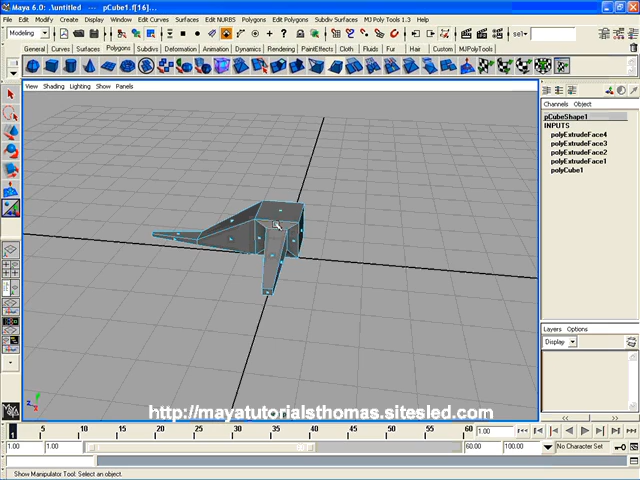 Maya 6.0: .\untitled --- pCube1.f[16]...
File Edit Modify Create Display Window Edit Curves Surfaces Edit NURBS Polygons Edit Polygons Subdiv Surfaces MJ Poly Tools 1.3 Help
Modeling
sel
General Curves Surfaces Polygons Subdivs Deformation Animation Dynamics Rendering PaintEffects Cloth Fluids Fur Hair Custom MJPolyTools
View Shading Lighting Show Panels
Channels Object
pCubeShape1
INPUTS
polyExtrudeFace4
polyExtrudeFace3
polyExtrudeFace2
polyExtrudeFace1
polyCube1
Layers Options
Display
http://mayatutorialsthomas.sitesled.com
1 5 10 15 20 25 30 35 40 45 50 55 60 1.00
1.00 1.00 60.00 100.00 No Character Set
Show Manipulator Tool: Select an object.